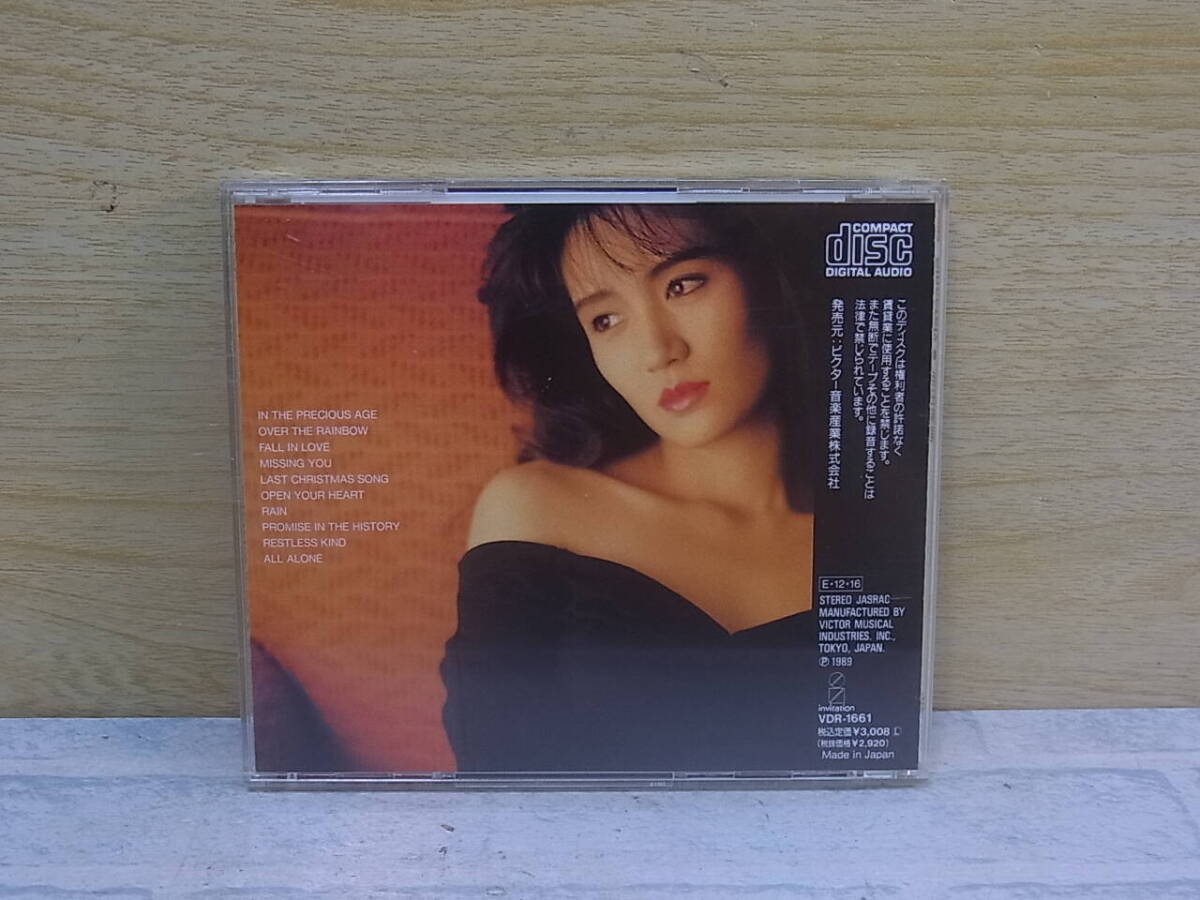 IN THE PRECIOUS AGE
OVER THE RAINBOW
FALL IN LOVE
MISSING YOU
LAST CHRISTMAS SONG
OPEN YOUR HEART
RAIN
PROMISE IN THE HISTORY
RESTLESS KIND
ALL ALONE
COMPACT
disc
DIGITAL AUDIO
このディスクは権利者の許諾なく
賃貸業に使用することを禁じます。
また無断でテープその他に録音することは
法律で禁じられています。
発売元:ビクター音楽産業株式会社
E・12・16
STEREO JASRAC
MANUFACTURED BY
VICTOR MUSICAL
INDUSTRIES, INC.,
TOKYO, JAPAN.
Ⓟ 1989
invitation
VDR-1661
税込定価¥3,008
(税抜価格¥2,920)
Made in Japan